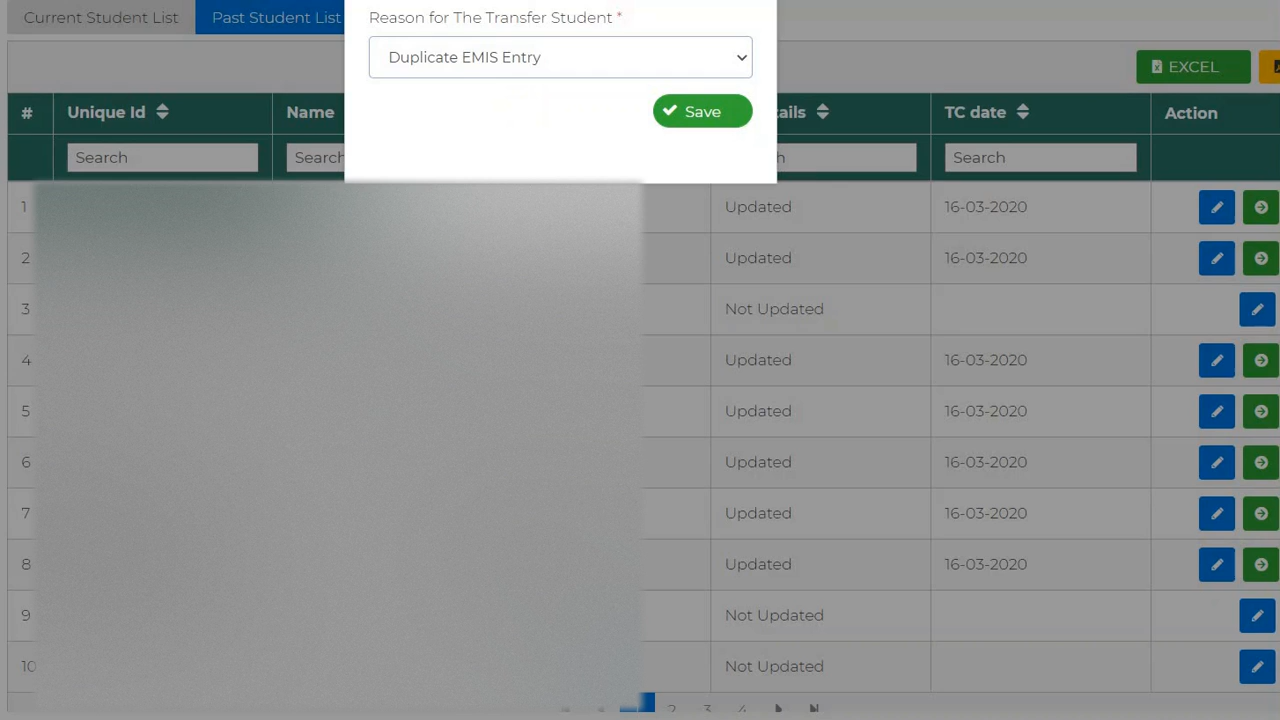 Current Student List Past Student List
Reason for The Transfer Student *
Duplicate EMIS Entry
EXCEL
Save
# Unique Id Name TC date Action
Search Search Search
1 Updated 16-03-2020
2 Updated 16-03-2020
3 Not Updated
4 Updated 16-03-2020
5 Updated 16-03-2020
6 Updated 16-03-2020
7 Updated 16-03-2020
8 Updated 16-03-2020
9 Not Updated
10 Not Updated
2 3 4